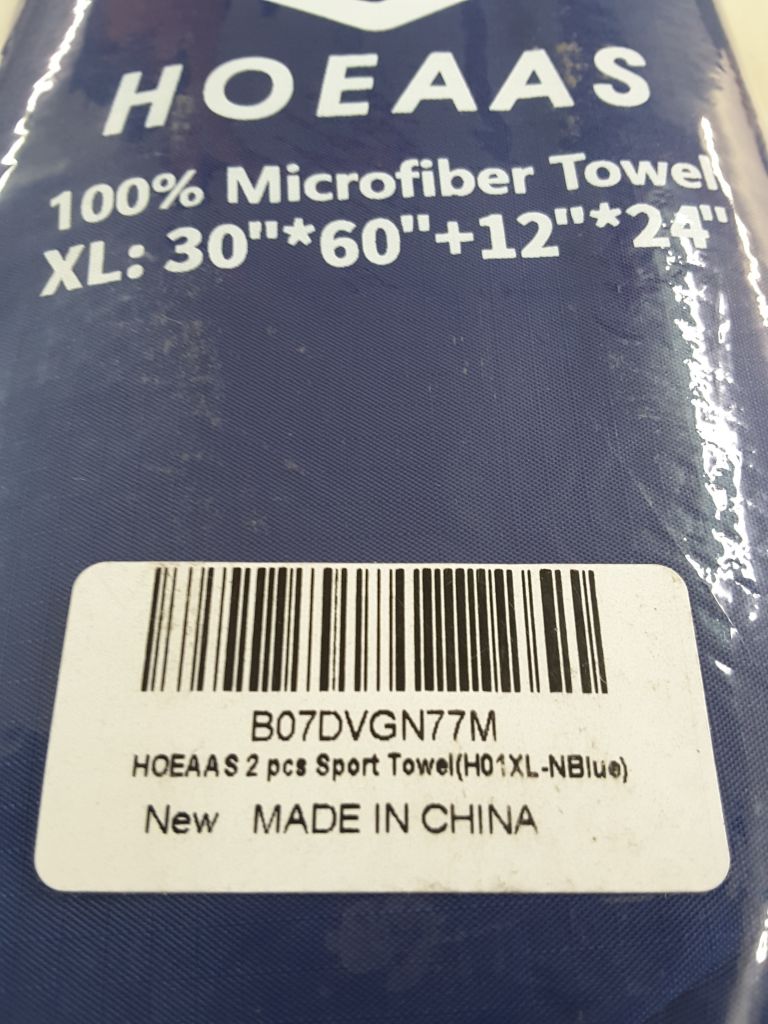 HOEAAS
100% Microfiber Towel
XL: 30"*60"+12"*24"
B07DVGN77M
HOEAAS 2 pcs Sport Towel(H01XL-NBlue)
New MADE IN CHINA